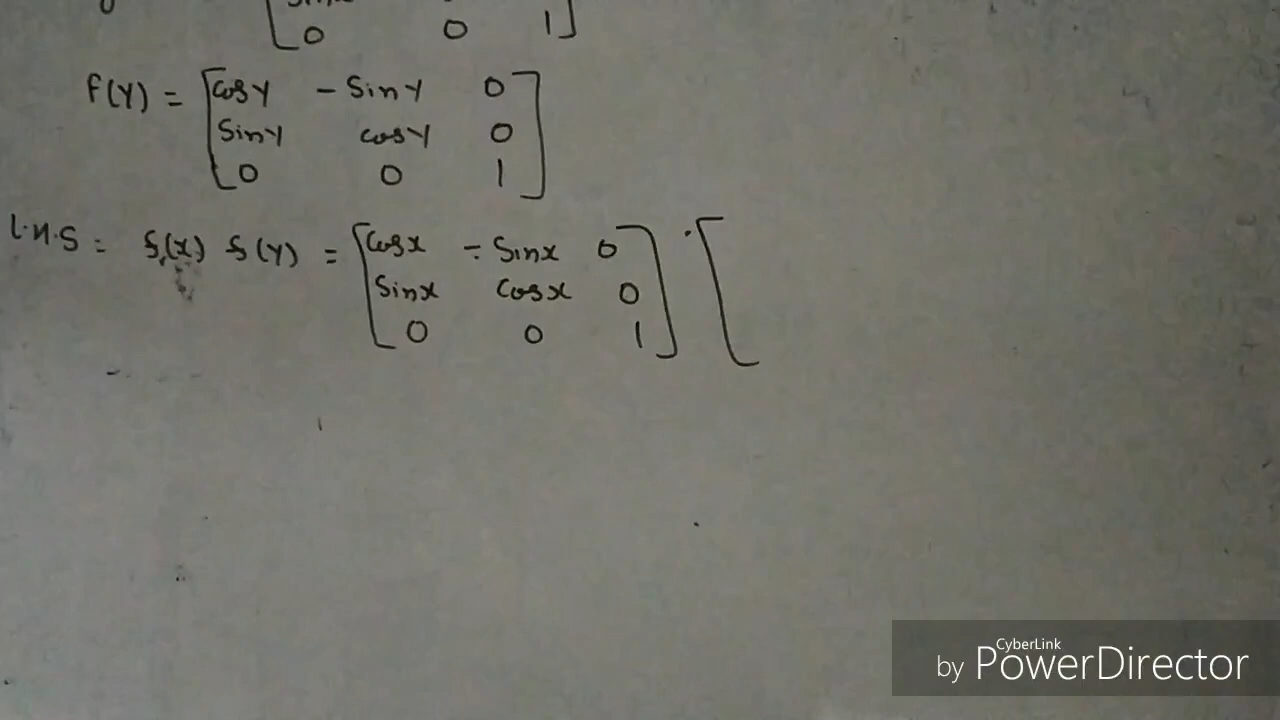 0 0 1
F(Y) = [cosy - siny 0
siny cosy 0
0 0 1]
L.H.S = f(x) f(Y) = [cosx - sinx 0
sinx cosx 0
0 0 1] . [
CyberLink
by PowerDirector